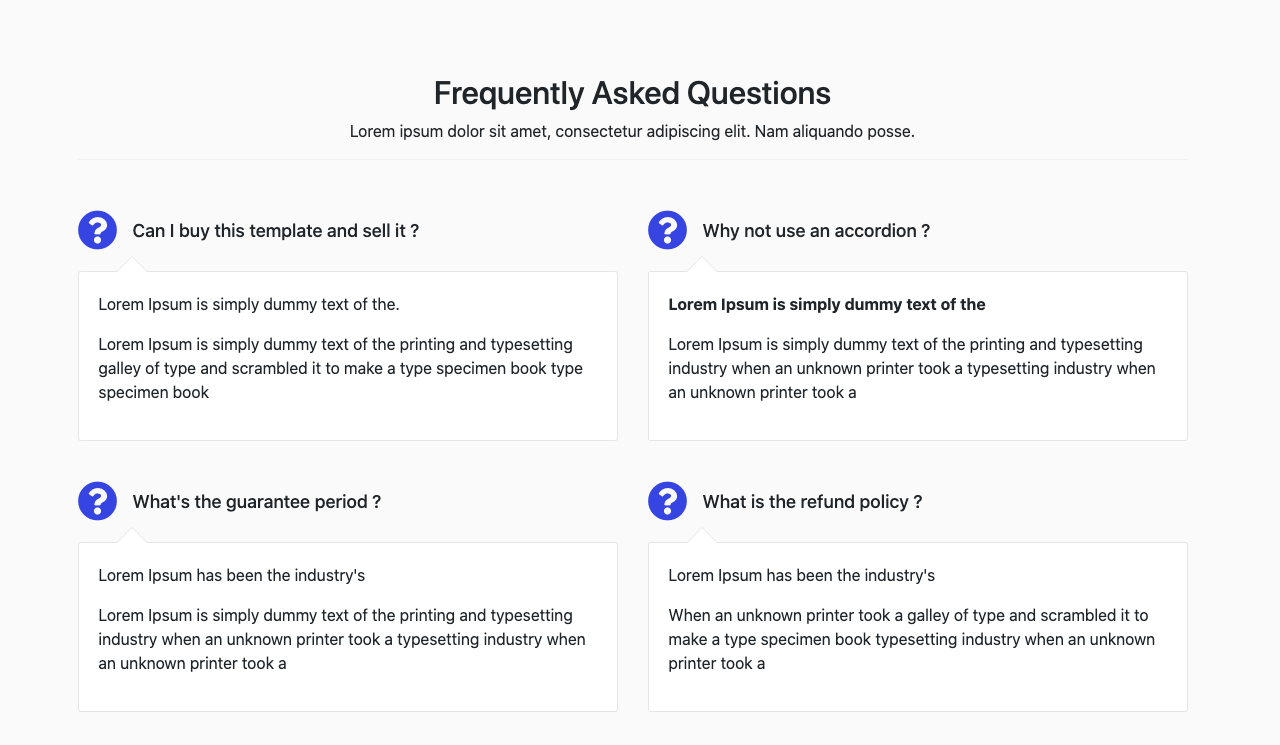 Frequently Asked Questions
Lorem ipsum dolor sit amet, consectetur adipiscing elit. Nam aliquando posse.
Can I buy this template and sell it ?
Lorem Ipsum is simply dummy text of the.
Lorem Ipsum is simply dummy text of the printing and typesetting
galley of type and scrambled it to make a type specimen book type
specimen book
Why not use an accordion ?
Lorem Ipsum is simply dummy text of the
Lorem Ipsum is simply dummy text of the printing and typesetting
industry when an unknown printer took a typesetting industry when
an unknown printer took a
What's the guarantee period ?
Lorem Ipsum has been the industry's
Lorem Ipsum is simply dummy text of the printing and typesetting
industry when an unknown printer took a typesetting industry when
an unknown printer took a
What is the refund policy ?
Lorem Ipsum has been the industry's
When an unknown printer took a galley of type and scrambled it to
make a type specimen book typesetting industry when an unknown
printer took a